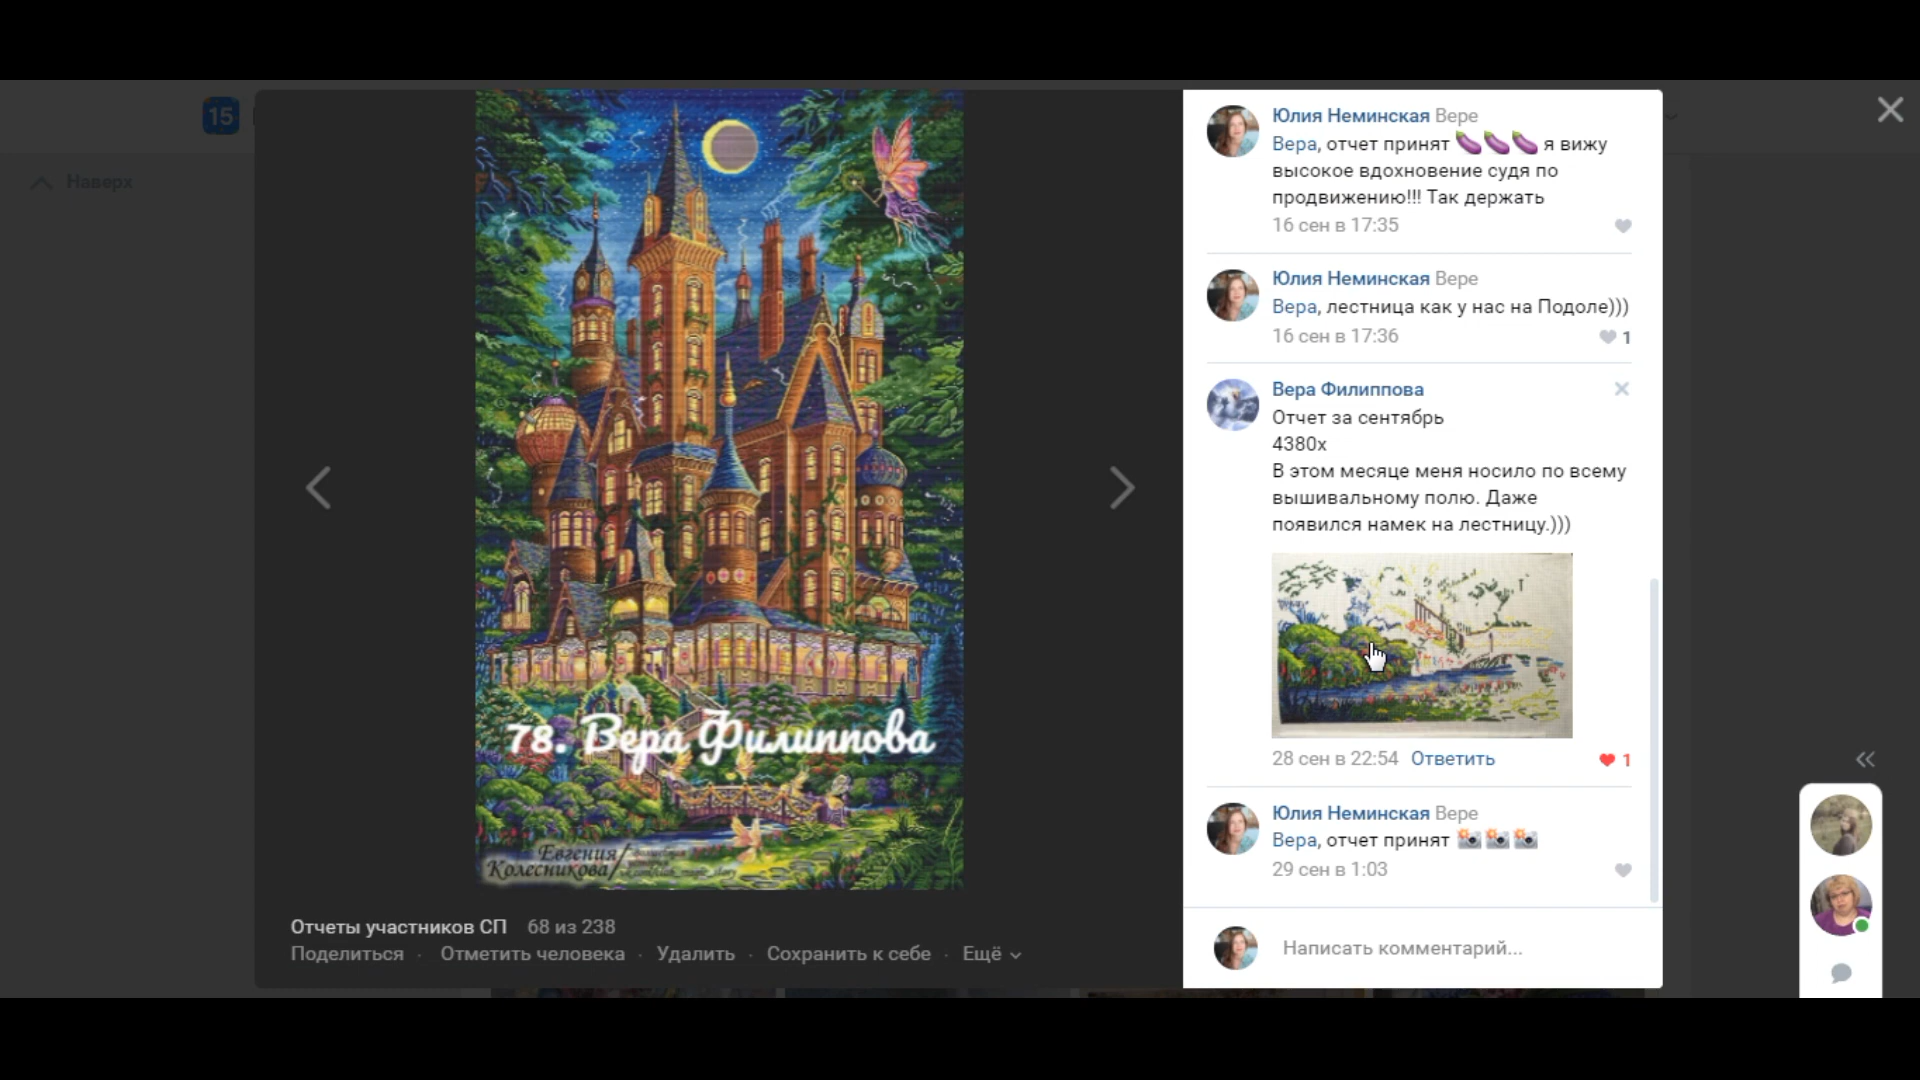 15
Наверх
Юлия Неминская Вере
Вера, отчет принят 🍆🍆🍆 я вижу
высокое вдохновение судя по
продвижению!!! Так держать
16 сен в 17:35
Юлия Неминская Вере
Вера, лестница как у нас на Подоле)))
16 сен в 17:36
1
Вера Филиппова
Отчет за сентябрь
4380х
В этом месяце меня носило по всему
вышивальному полю. Даже
появился намек на лестницу.)))
28 сен в 22:54 Ответить
1
Юлия Неминская Вере
Вера, отчет принят 📸📸📸
29 сен в 1:03
Написать комментарий...
78. Вера Филиппова
Евгения
Колесникова
Отчеты участников СП 68 из 238
Поделиться · Отметить человека · Удалить · Сохранить к себе · Ещё